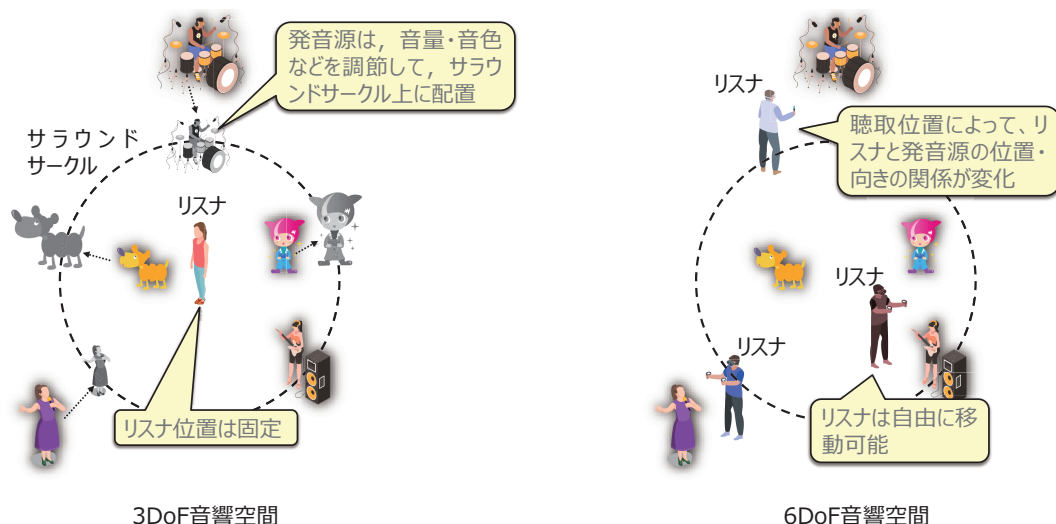 発音源は，音量・音色
などを調節して，サラウ
ンドサークル上に配置
サラウンド
サークル
リスナ
リスナ位置は固定
3DoF音響空間
リスナ
聴取位置によって、リ
スナと発音源の位置・
向きの関係が変化
リスナ
リスナ
リスナは自由に移
動可能
6DoF音響空間